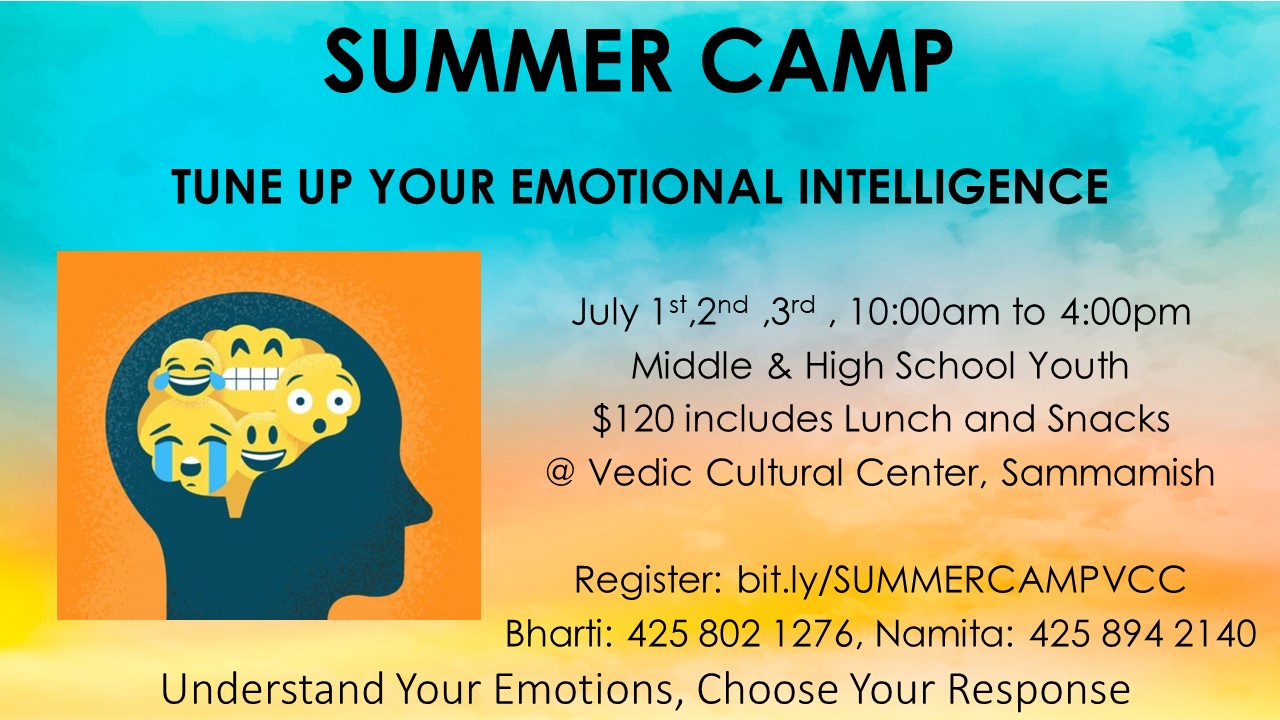 SUMMER CAMP
TUNE UP YOUR EMOTIONAL INTELLIGENCE
July 1st,2nd ,3rd , 10:00am to 4:00pm
Middle & High School Youth
$120 includes Lunch and Snacks
@ Vedic Cultural Center, Sammamish
Register: bit.ly/SUMMERCAMPVCC
Bharti: 425 802 1276, Namita: 425 894 2140
Understand Your Emotions, Choose Your Response